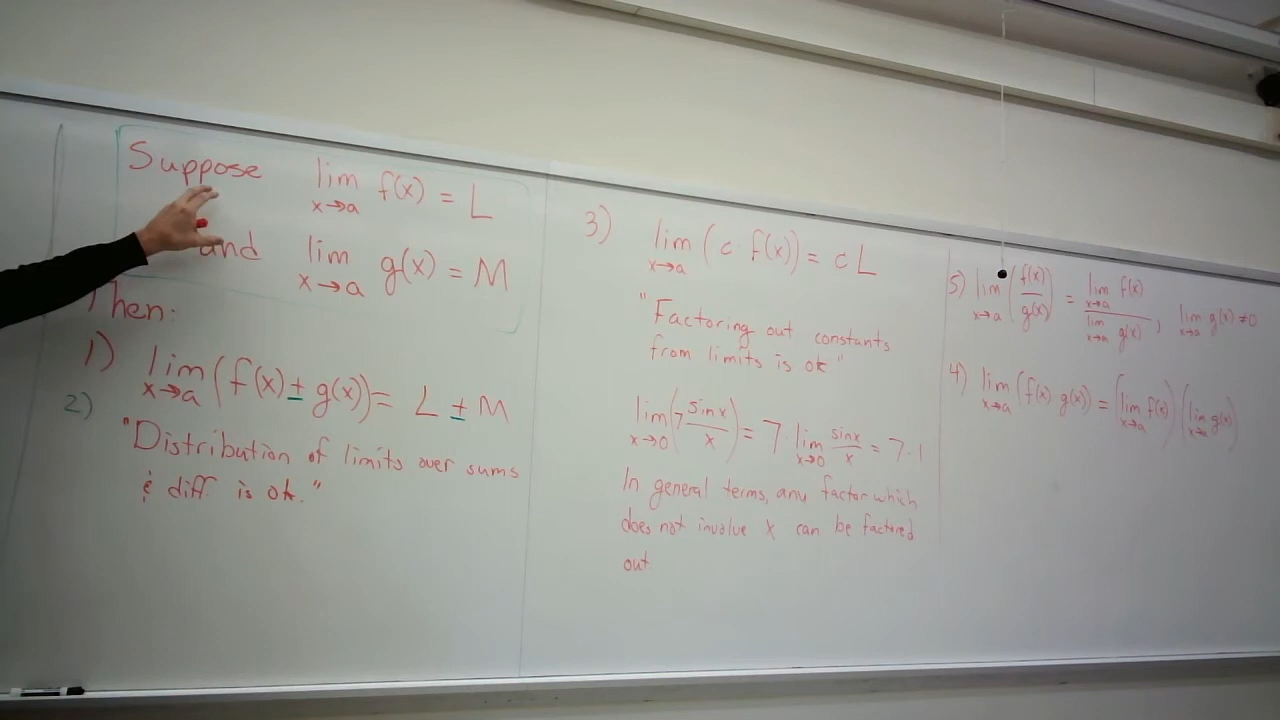 Suppose lim x→a f(x) = L
and lim x→a g(x) = M
Then:
1) lim x→a (f(x) ± g(x)) = L ± M
2)
"Distribution of limits over sums
& diff. is ok."
3) lim x→a (c · f(x)) = c L
"Factoring out constants
from limits is ok"
lim x→0 (7 sin x / x) = 7 · lim x→0 sin x / x = 7 · 1
In general terms, any factor which
does not involve x can be factored
out
5) lim x→a (f(x) / g(x)) = lim x→a f(x) / lim x→a g(x) , lim x→a g(x) ≠ 0
4) lim x→a (f(x) g(x)) = (lim x→a f(x)) (lim x→a g(x))